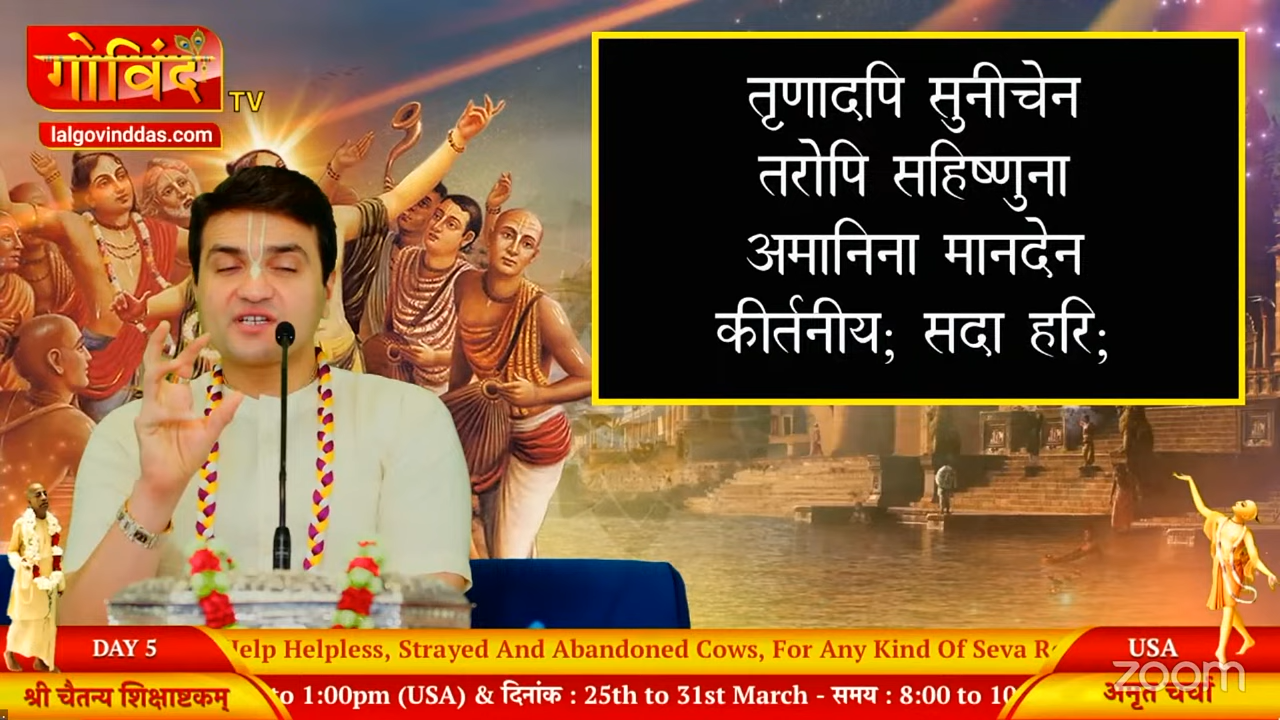 गोविंद
TV
lalgovinddas.com
तृणादपि सुनीचेन
तरोपि सहिष्णुना
अमानिना मानदेन
कीर्तनीय; सदा हरि;
DAY 5
Help Helpless, Strayed And Abandoned Cows, For Any Kind Of Seva
USA
zoom
श्री चैतन्य शिक्षाष्टकम्
to 1:00pm (USA) & दिनांक : 25th to 31st March - समय : 8:00 to 10
अमृत चर्चा